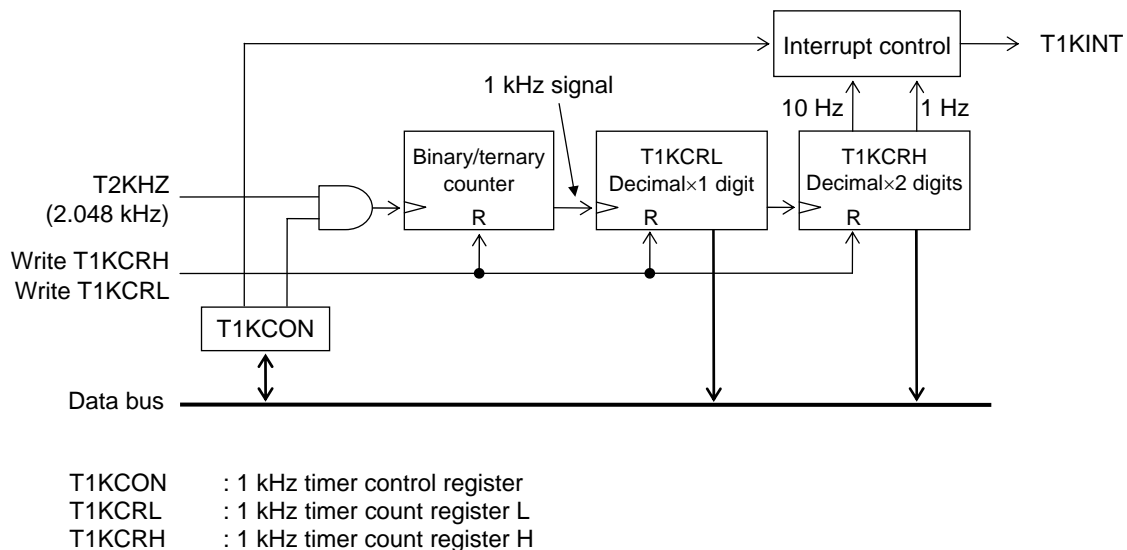 Interrupt control
T1KINT
1 kHz signal
10 Hz
1 Hz
Binary/ternary
counter
R
T1KCRL
Decimal×1 digit
R
T1KCRH
Decimal×2 digits
R
T2KHZ
(2.048 kHz)
Write T1KCRH
Write T1KCRL
T1KCON
Data bus
T1KCON : 1 kHz timer control register
T1KCRL : 1 kHz timer count register L
T1KCRH : 1 kHz timer count register H